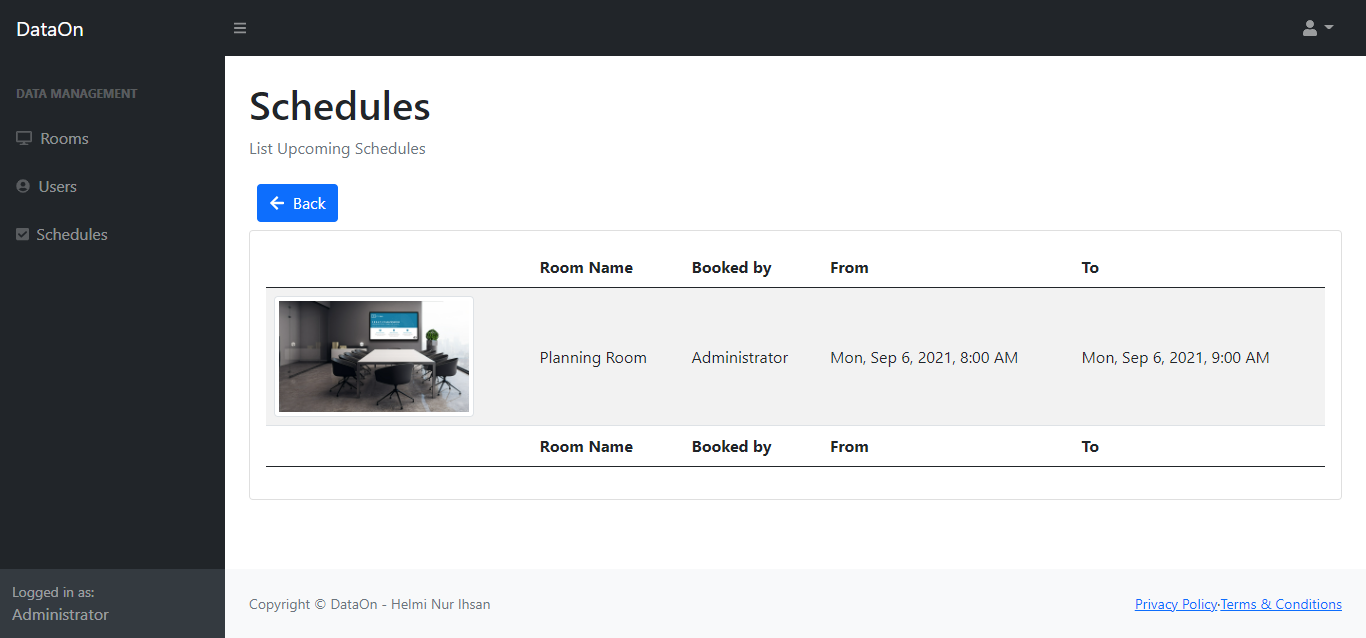 DataOn
DATA MANAGEMENT
Rooms
Users
Schedules
Logged in as:
Administrator
Schedules
List Upcoming Schedules
Back
Room Name Booked by From To
Planning Room Administrator Mon, Sep 6, 2021, 8:00 AM Mon, Sep 6, 2021, 9:00 AM
Room Name Booked by From To
Copyright © DataOn - Helmi Nur Ihsan
Privacy Policy·Terms & Conditions